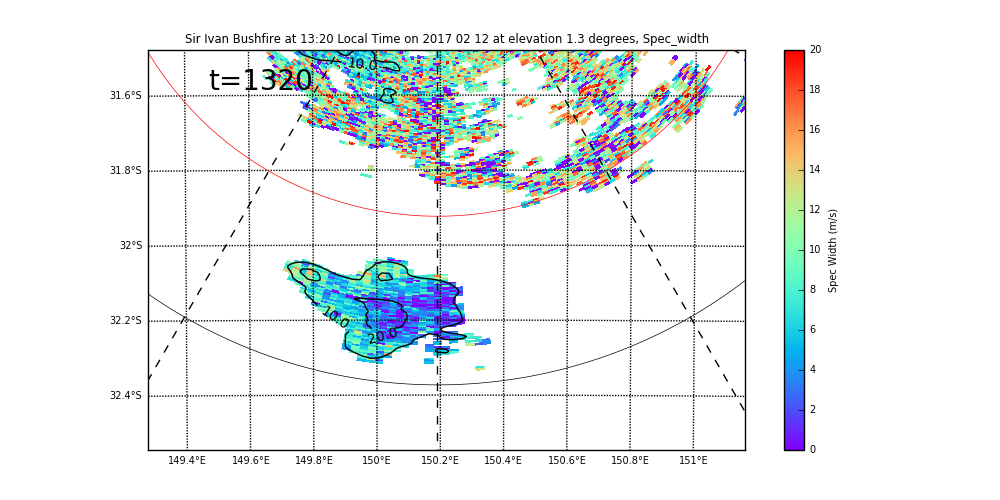 Sir Ivan Bushfire at 13:20 Local Time on 2017 02 12 at elevation 1.3 degrees, Spec_width
t=1320
-10.0
31.6°S
31.8°S
32°S
32.2°S
32.4°S
10.0
20.0
149.4°E 149.6°E 149.8°E 150°E 150.2°E 150.4°E 150.6°E 150.8°E 151°E
20
18
16
14
12
10
8
6
4
2
0
Spec Width (m/s)